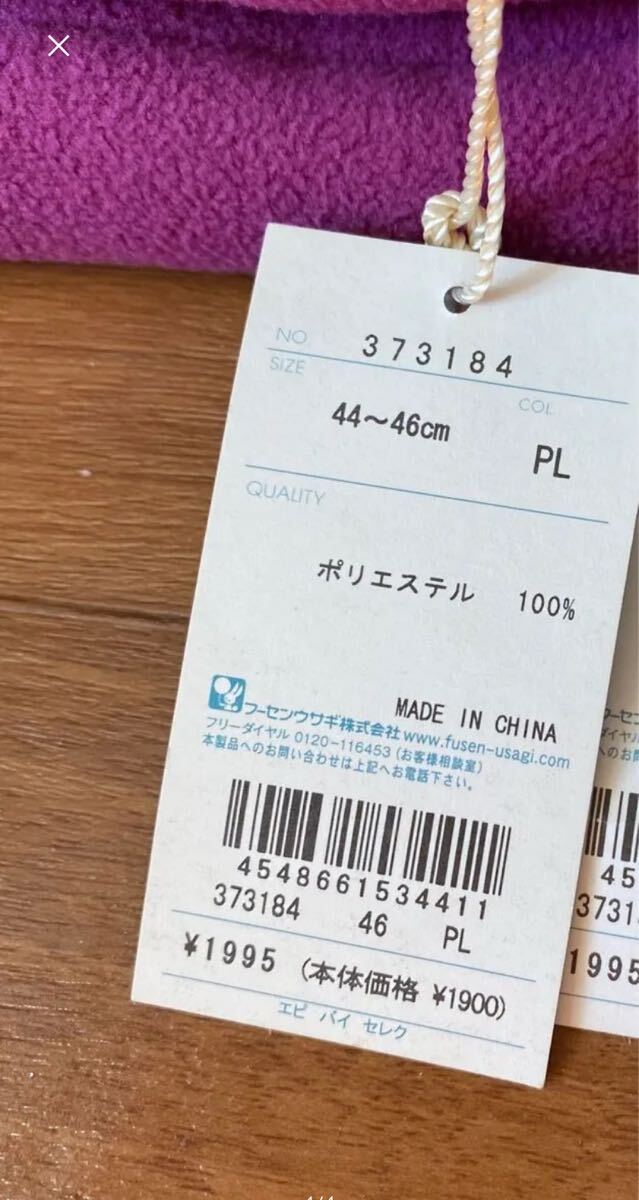 NO 373184
SIZE
COL
44～46cm
PL
QUALITY
ポリエステル 100%
MADE IN CHINA
フーセンウサギ株式会社 www.fusen-usagi.com
フリーダイヤル 0120-116453 (お客様相談室)
本製品へのお問い合わせは上記へお電話下さい。
4548661534411
373184 46 PL
¥1995 (本体価格 ¥1900)
エピ バイ セレク
45
3731
1995